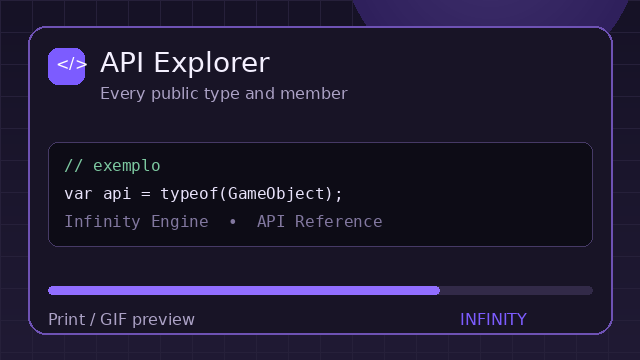 </> API Explorer
Every public type and member
// exemplo
var api = typeof(GameObject);
Infinity Engine • API Reference
Print / GIF preview
INFINITY